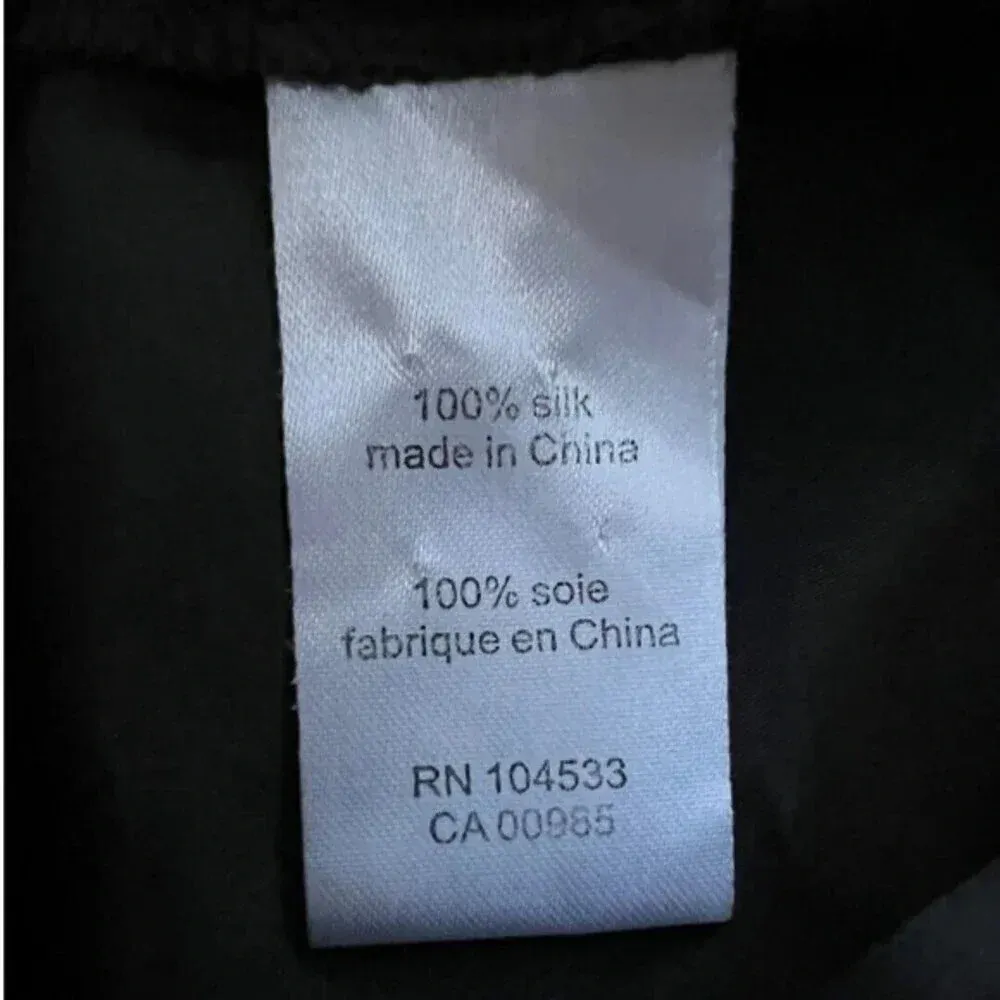 100% silk
made in China
100% soie
fabrique en China
RN 104533
CA 00985